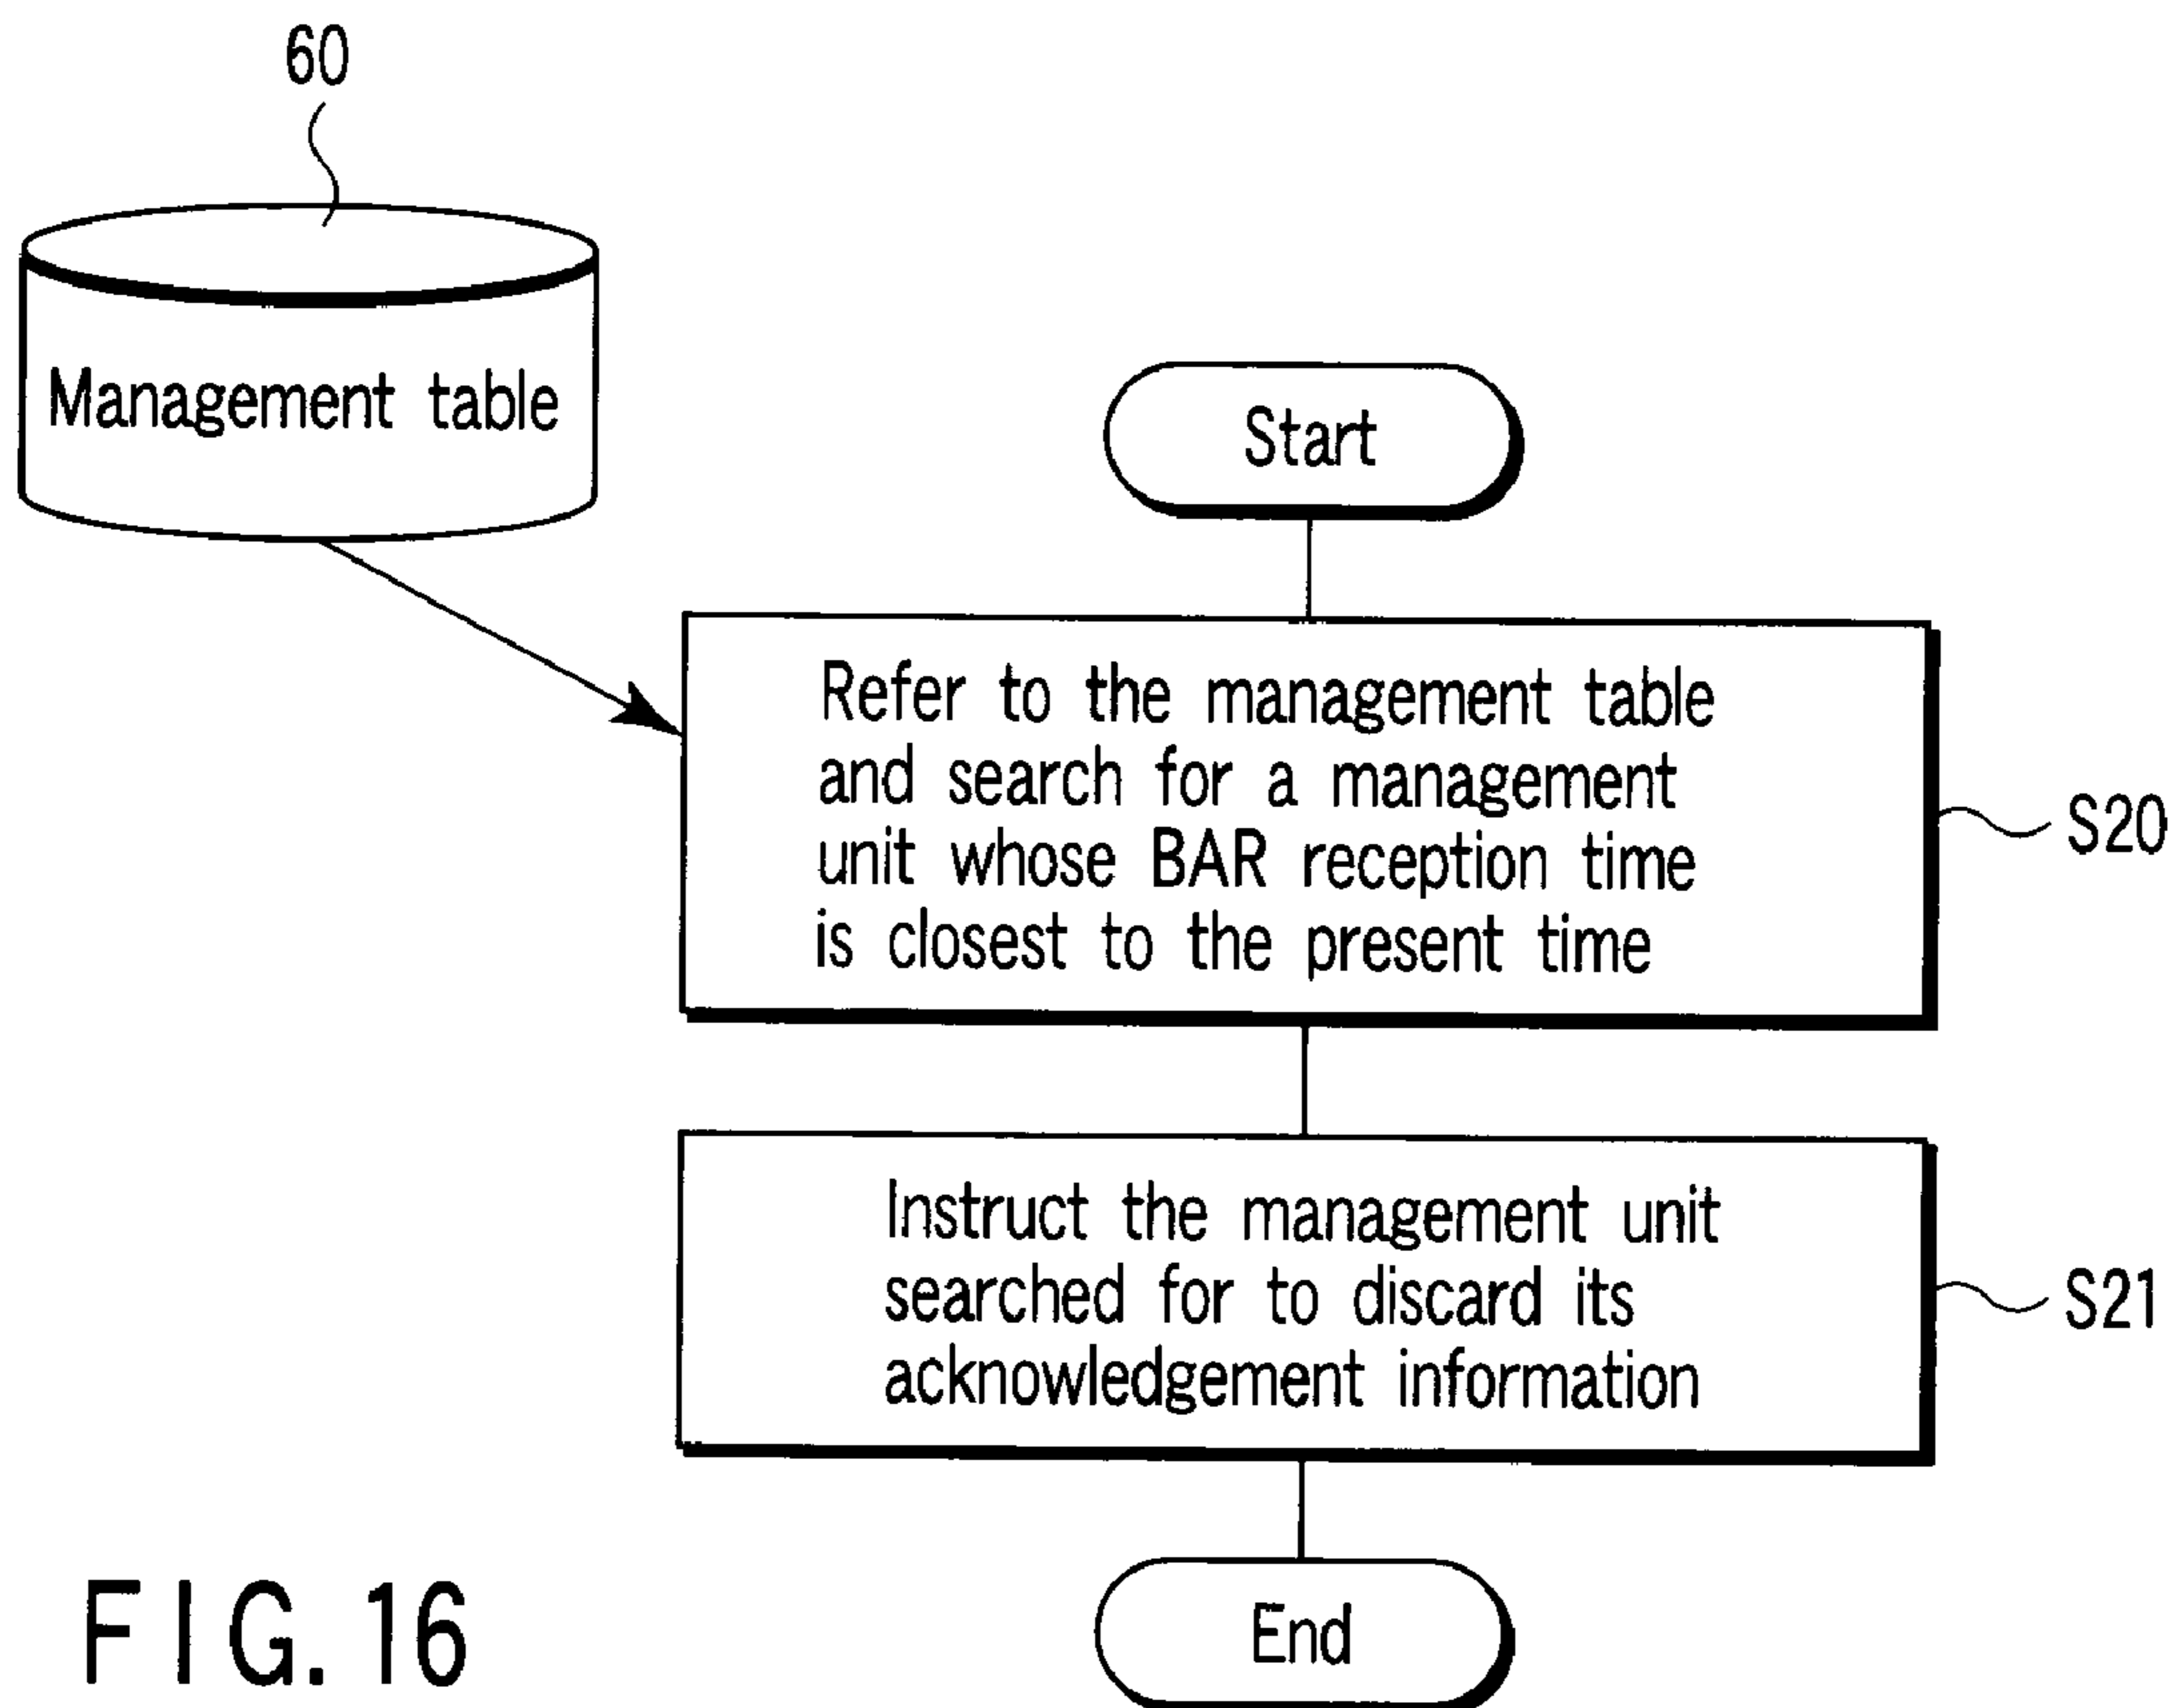 60
Management table
Start
Refer to the management table
and search for a management
unit whose BAR reception time
is closest to the present time
S20
Instruct the management unit
searched for to discard its
acknowledgement information
S21
End
FIG. 16